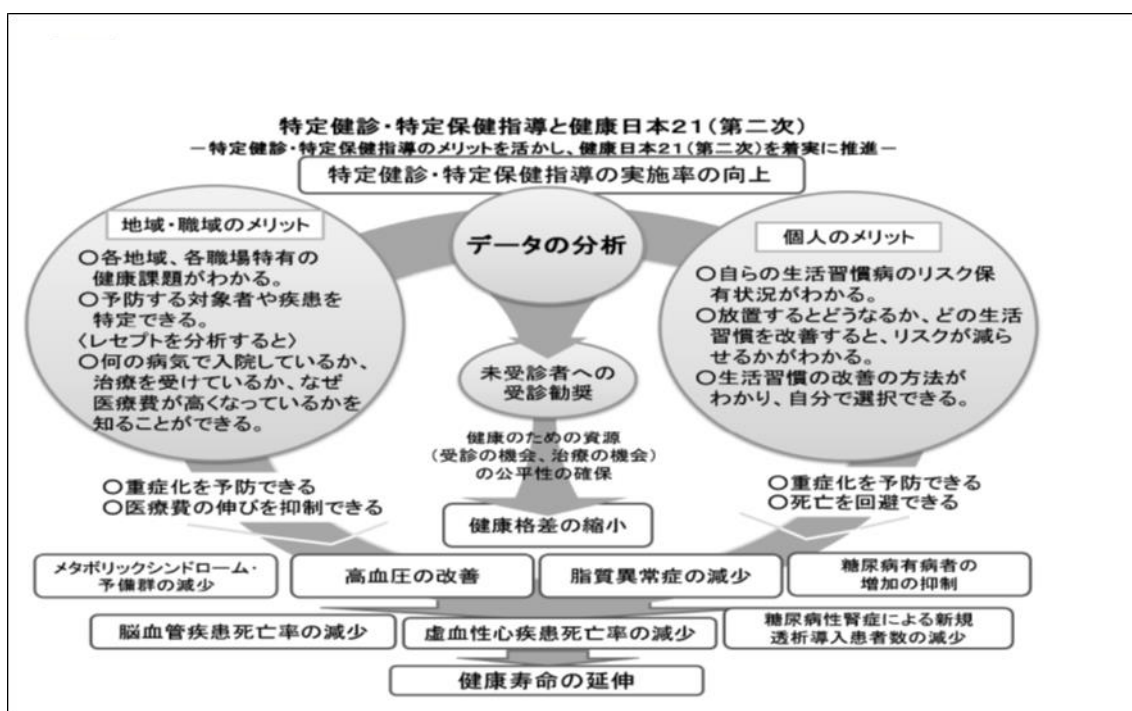 特定健診・特定保健指導と健康日本21(第二次)
－特定健診・特定保健指導のメリットを活かし、健康日本21(第二次)を着実に推進－
特定健診・特定保健指導の実施率の向上
地域・職域のメリット
○各地域、各職場特有の
健康課題がわかる。
○予防する対象者や疾患を
特定できる。
〈レセプトを分析すると〉
○何の病気で入院しているか、
治療を受けているか、なぜ
医療費が高くなっているかを
知ることができる。
データの分析
個人のメリット
○自らの生活習慣病のリスク保
有状況がわかる。
○放置するとどうなるか、どの生活
習慣を改善すると、リスクが減ら
せるかがわかる。
○生活習慣の改善の方法が
わかり、自分で選択できる。
未受診者への
受診勧奨
健康のための資源
(受診の機会、治療の機会)
の公平性の確保
○重症化を予防できる
○医療費の伸びを抑制できる
○重症化を予防できる
○死亡を回避できる
健康格差の縮小
メタボリックシンドローム・
予備群の減少
高血圧の改善
脂質異常症の減少
糖尿病有病者の
増加の抑制
脳血管疾患死亡率の減少
虚血性心疾患死亡率の減少
糖尿病性腎症による新規
透析導入患者数の減少
健康寿命の延伸